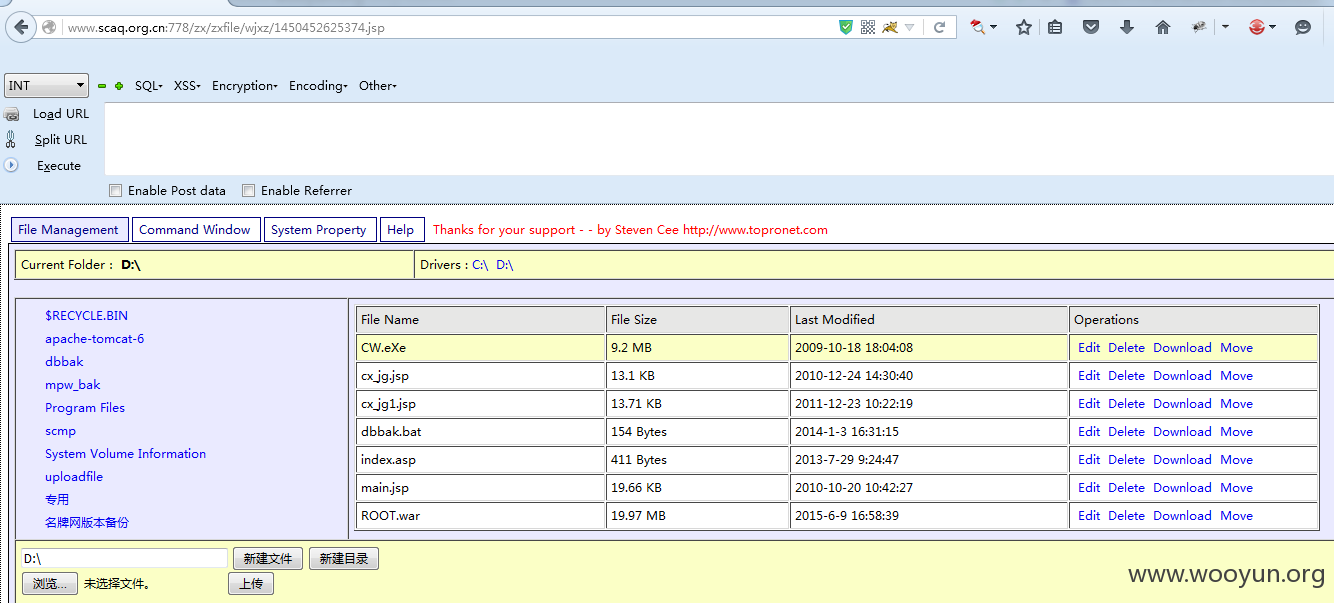 www.scaq.org.cn:778/zx/zxfile/wjxz/1450452625374.jsp
INT SQL XSS Encryption Encoding Other
Load URL
Split URL
Execute
Enable Post data Enable Referrer
File Management Command Window System Property Help Thanks for your support - - by Steven Cee http://www.topronet.com
Current Folder : D:\ Drivers : C:\ D:\
$RECYCLE.BIN
apache-tomcat-6
dbbak
mpw_bak
Program Files
scmp
System Volume Information
uploadfile
专用
名牌网版本备份
File Name File Size Last Modified Operations
CW.eXe 9.2 MB 2009-10-18 18:04:08 Edit Delete Download Move
cx_jg.jsp 13.1 KB 2010-12-24 14:30:40 Edit Delete Download Move
cx_jg1.jsp 13.71 KB 2011-12-23 10:22:19 Edit Delete Download Move
dbbak.bat 154 Bytes 2014-1-3 16:31:15 Edit Delete Download Move
index.asp 411 Bytes 2013-7-29 9:24:47 Edit Delete Download Move
main.jsp 19.66 KB 2010-10-20 10:42:27 Edit Delete Download Move
ROOT.war 19.97 MB 2015-6-9 16:58:39 Edit Delete Download Move
D:\ 新建文件 新建目录
浏览... 未选择文件。 上传
www.wooyun.org